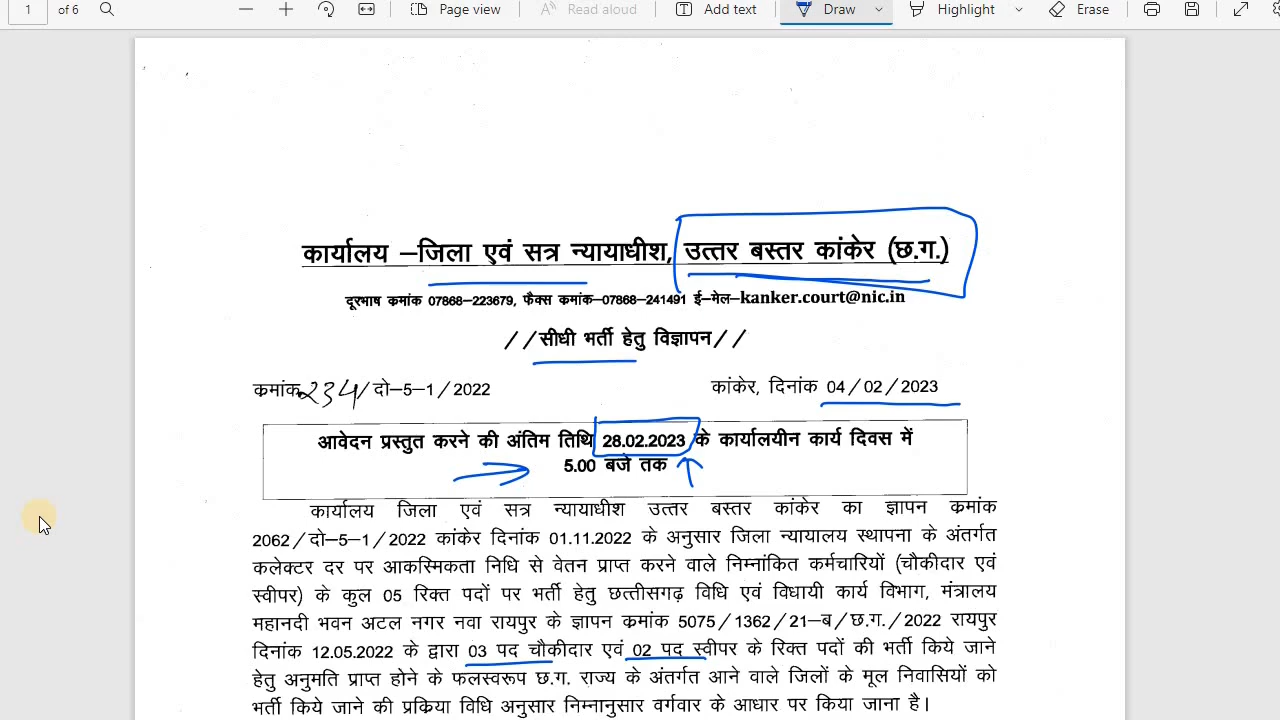 1 of 6 Page view Read aloud Add text Draw Highlight Erase
कार्यालय –जिला एवं सत्र न्यायाधीश, उत्तर बस्तर कांकेर (छ.ग.)
दूरभाष कमांक 07868–223679, फैक्स कमांक–07868–241491 ई–मेल–kanker.court@nic.in
//सीधी भर्ती हेतु विज्ञापन//
कमांक 234/दो–5–1/2022 कांकेर, दिनांक 04/02/2023
आवेदन प्रस्तुत करने की अंतिम तिथि 28.02.2023 के कार्यालयीन कार्य दिवस में
5.00 बजे तक
कार्यालय जिला एवं सत्र न्यायाधीश उत्तर बस्तर कांकेर का ज्ञापन क्रमांक
2062/दो–5–1/2022 कांकेर दिनांक 01.11.2022 के अनुसार जिला न्यायालय स्थापना के अंतर्गत
कलेक्टर दर पर आकस्मिकता निधि से वेतन प्राप्त करने वाले निम्नांकित कर्मचारियों (चौकीदार एवं
स्वीपर) के कुल 05 रिक्त पदों पर भर्ती हेतु छत्तीसगढ़ विधि एवं विधायी कार्य विभाग, मंत्रालय
महानदी भवन अटल नगर नवा रायपुर के ज्ञापन क्रमांक 5075/1362/21–ब/छ.ग./2022 रायपुर
दिनांक 12.05.2022 के द्वारा 03 पद चौकीदार एवं 02 पद स्वीपर के रिक्त पदों की भर्ती किये जाने
हेतु अनुमति प्राप्त होने के फलस्वरूप छ.ग. राज्य के अंतर्गत आने वाले जिलों के मूल निवासियों को
भर्ती किये जाने की प्रक्रिया विधि अनुसार निम्नानुसार वर्गवार के आधार पर किया जाना है।